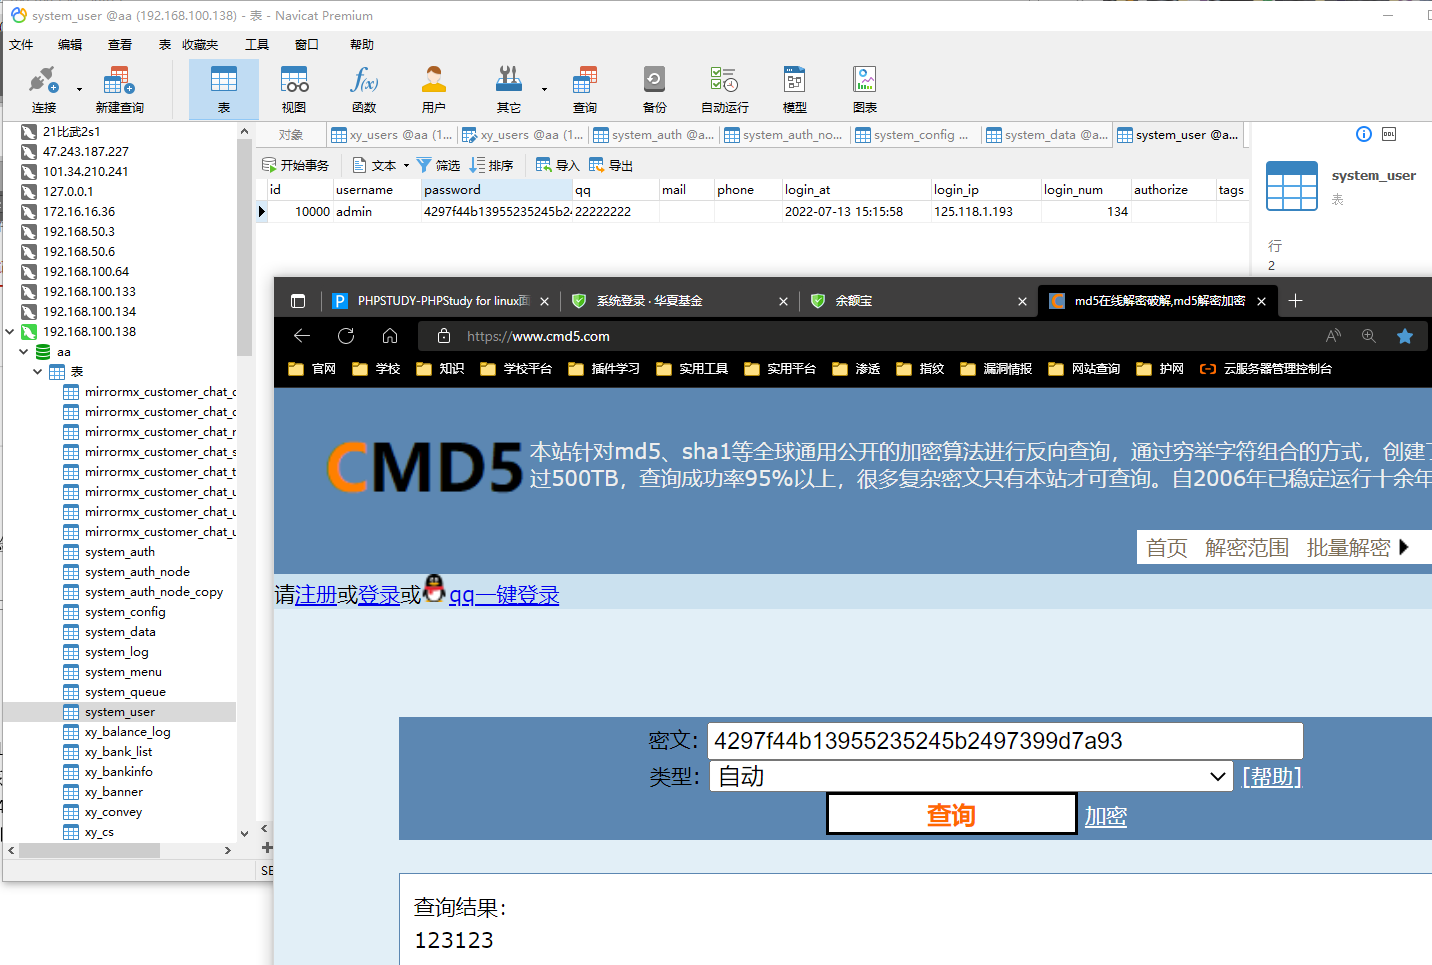 system_user @aa (192.168.100.138) - 表 - Navicat Premium
文件 编辑 查看 表 收藏夹 工具 窗口 帮助
连接 新建查询 表 视图 函数 用户 其它 查询 备份 自动运行 模型 图表
21比武2s1
47.243.187.227
101.34.210.241
127.0.0.1
172.16.16.36
192.168.50.3
192.168.50.6
192.168.100.64
192.168.100.133
192.168.100.134
192.168.100.138
aa
表
mirrormx_customer_chat_c
mirrormx_customer_chat_c
mirrormx_customer_chat_r
mirrormx_customer_chat_s
mirrormx_customer_chat_t
mirrormx_customer_chat_u
mirrormx_customer_chat_u
mirrormx_customer_chat_u
system_auth
system_auth_node
system_auth_node_copy
system_config
system_data
system_log
system_menu
system_queue
system_user
xy_balance_log
xy_bank_list
xy_bankinfo
xy_banner
xy_convey
xy_cs
对象 xy_users @aa (1... xy_users @aa (1... system_auth @a... system_auth_no... system_config ... system_data @a... system_user @a...
开始事务 文本 筛选 排序 导入 导出
id username password qq mail phone login_at login_ip login_num authorize tags
10000 admin 4297f44b13955235245b24 22222222 2022-07-13 15:15:58 125.118.1.193 134
SE
DDL
system_user
表
行
2
PHPSTUDY-PHPStudy for linux面 系统登录 · 华夏基金 余额宝 md5在线解密破解,md5解密加密
https://www.cmd5.com
官网 学校 知识 学校平台 插件学习 实用工具 实用平台 渗透 指纹 漏洞情报 网站查询 护网 云服务器管理控制台
CMD5
本站针对md5、sha1等全球通用公开的加密算法进行反向查询，通过穷举字符组合的方式，创建了
过500TB，查询成功率95%以上，很多复杂密文只有本站才可查询。自2006年已稳定运行十余年
首页 解密范围 批量解密
请注册或登录或qq一键登录
密文： 4297f44b13955235245b2497399d7a93
类型： 自动 [帮助]
查询 加密
查询结果：
123123